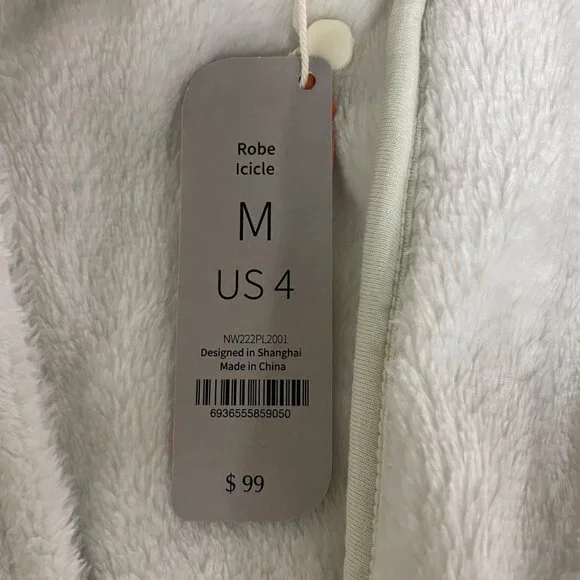 Robe
Icicle
M
US 4
NW222PL2001
Designed in Shanghai
Made in China
6936555859050
$ 99